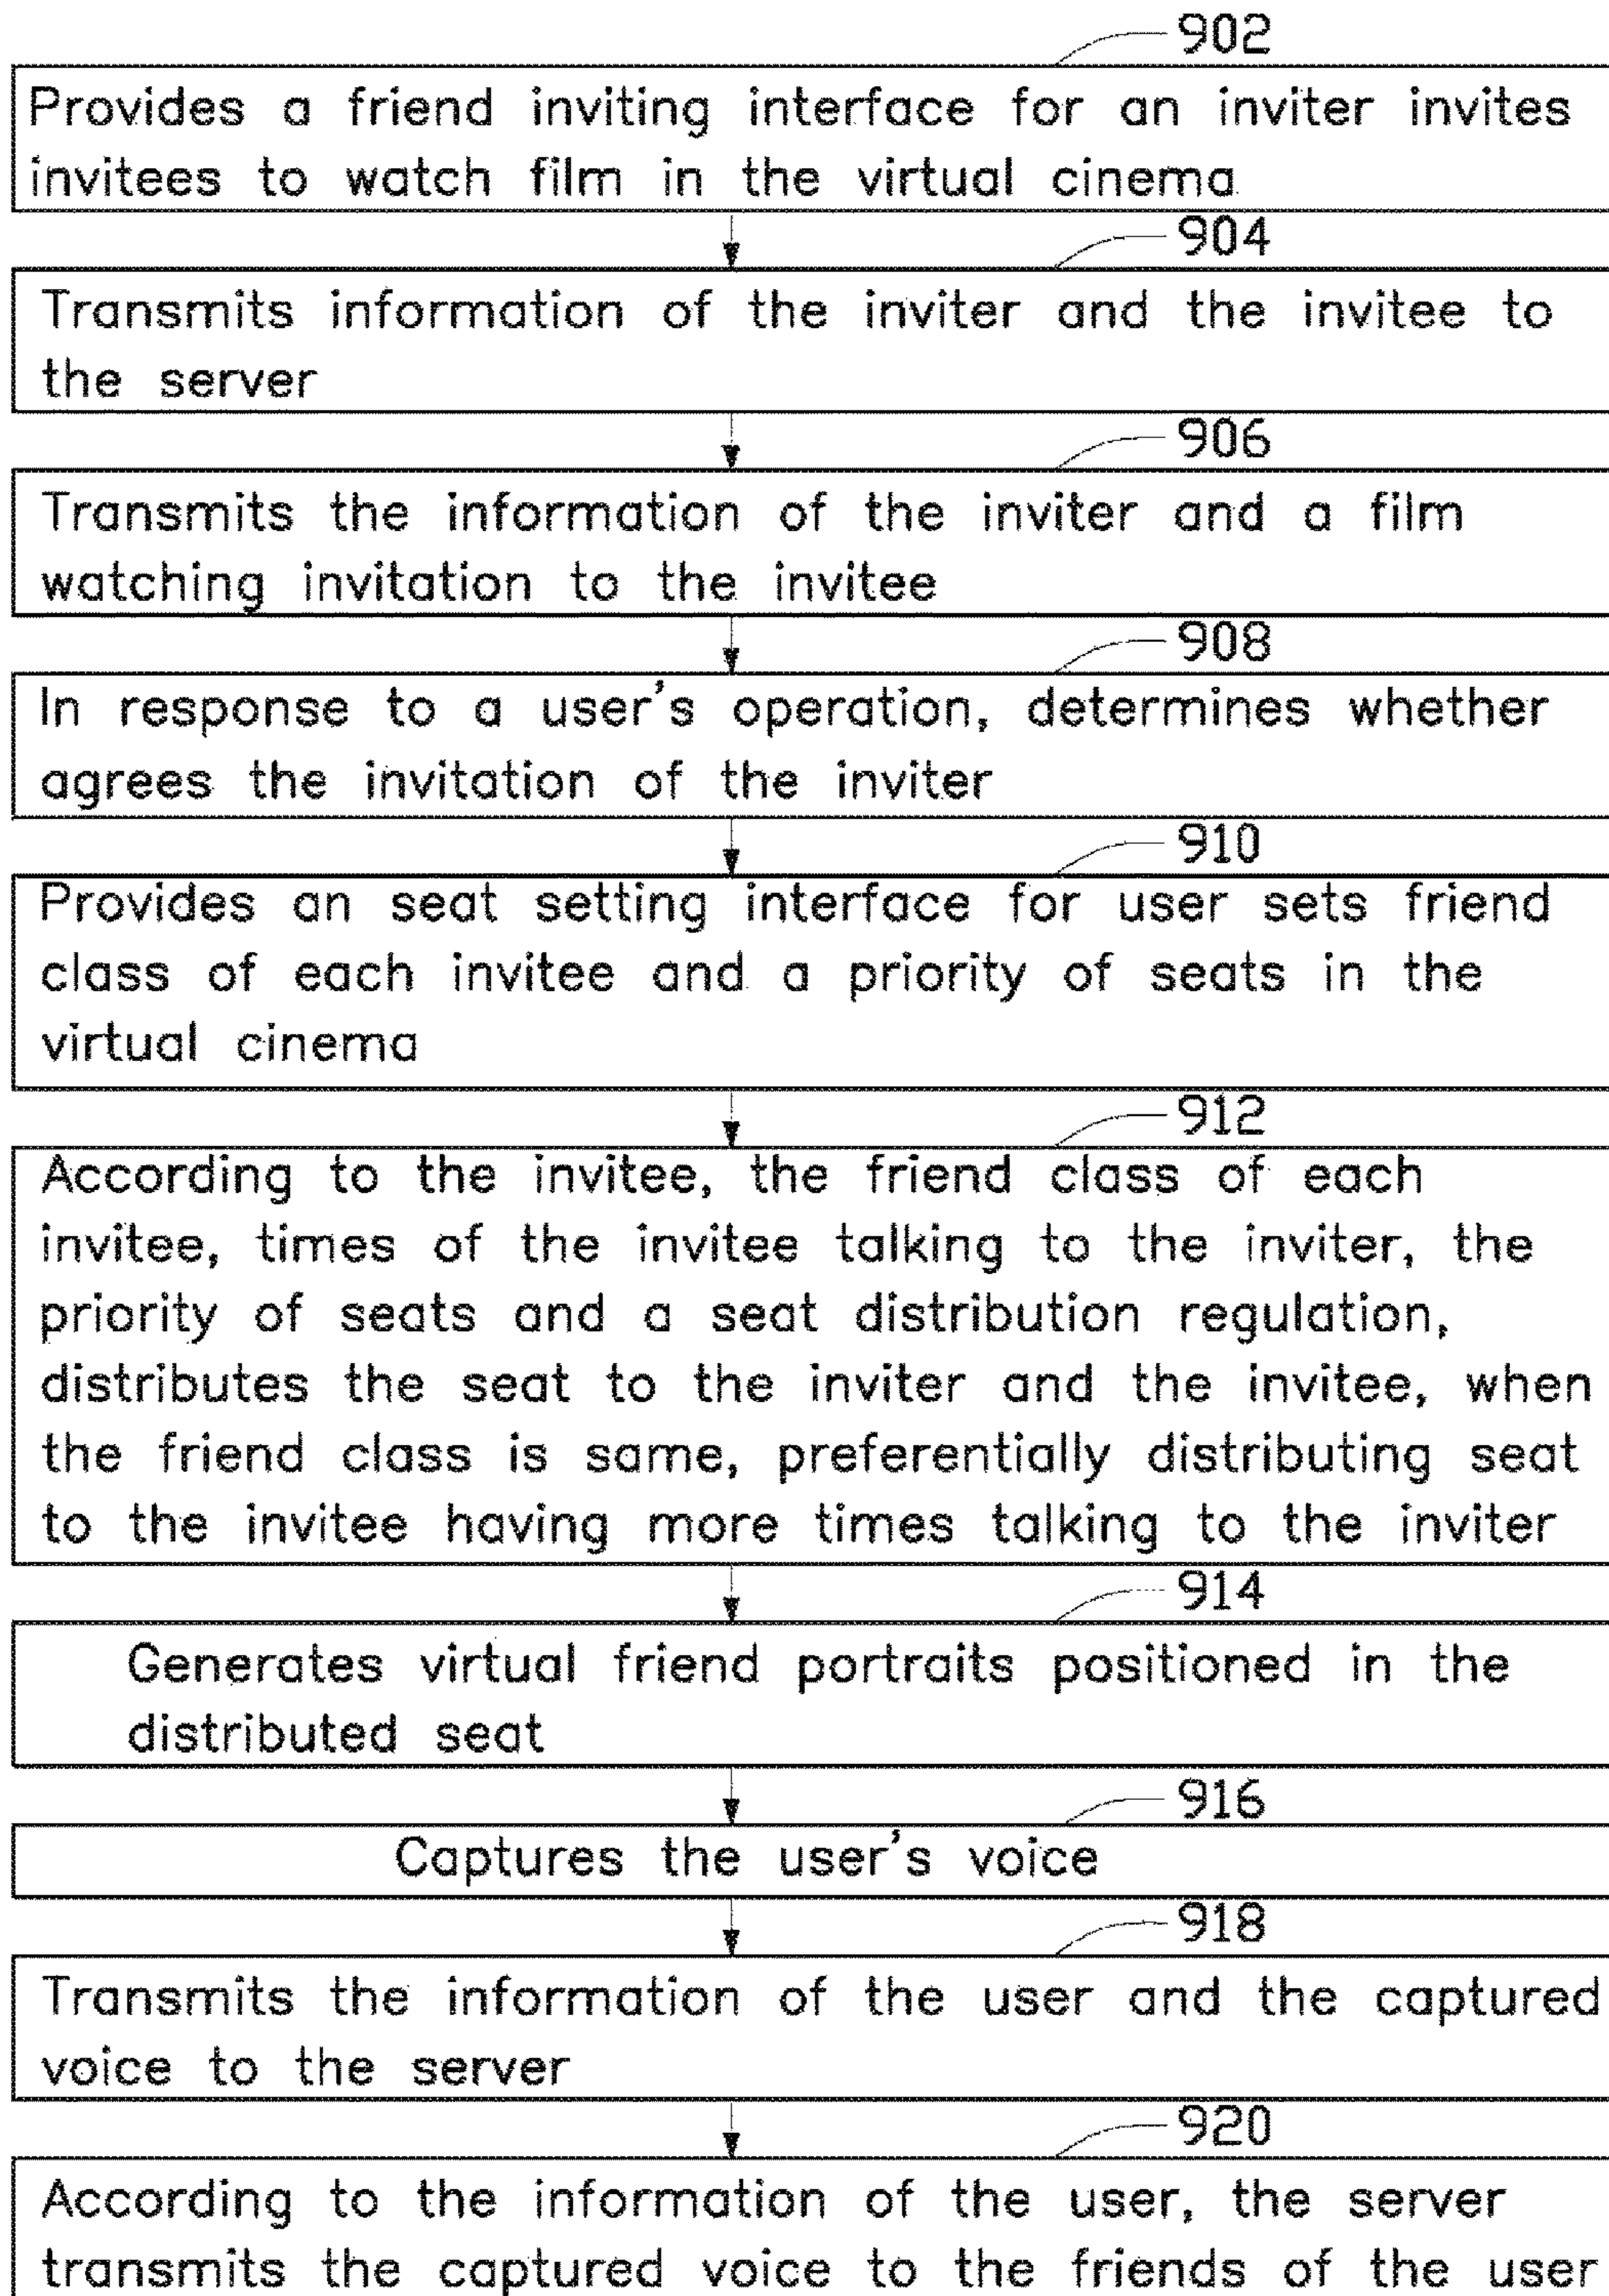 902
Provides a friend inviting interface for an inviter invites
invitees to watch film in the virtual cinema
904
Transmits information of the inviter and the invitee to
the server
906
Transmits the information of the inviter and a film
watching invitation to the invitee
908
In response to a user's operation, determines whether
agrees the invitation of the inviter
910
Provides an seat setting interface for user sets friend
class of each invitee and a priority of seats in the
virtual cinema
912
According to the invitee, the friend class of each
invitee, times of the invitee talking to the inviter, the
priority of seats and a seat distribution regulation,
distributes the seat to the inviter and the invitee, when
the friend class is same, preferentially distributing seat
to the invitee having more times talking to the inviter
914
Generates virtual friend portraits positioned in the
distributed seat
916
Captures the user's voice
918
Transmits the information of the user and the captured
voice to the server
920
According to the information of the user, the server
transmits the captured voice to the friends of the user